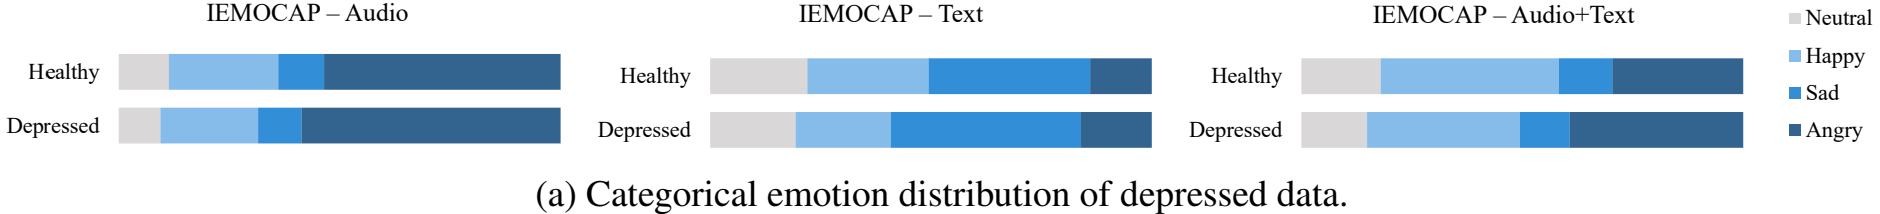 IEMOCAP – Audio
Healthy
Depressed
IEMOCAP – Text
Healthy
Depressed
IEMOCAP – Audio+Text
Healthy
Depressed
Neutral
Happy
Sad
Angry
(a) Categorical emotion distribution of depressed data.